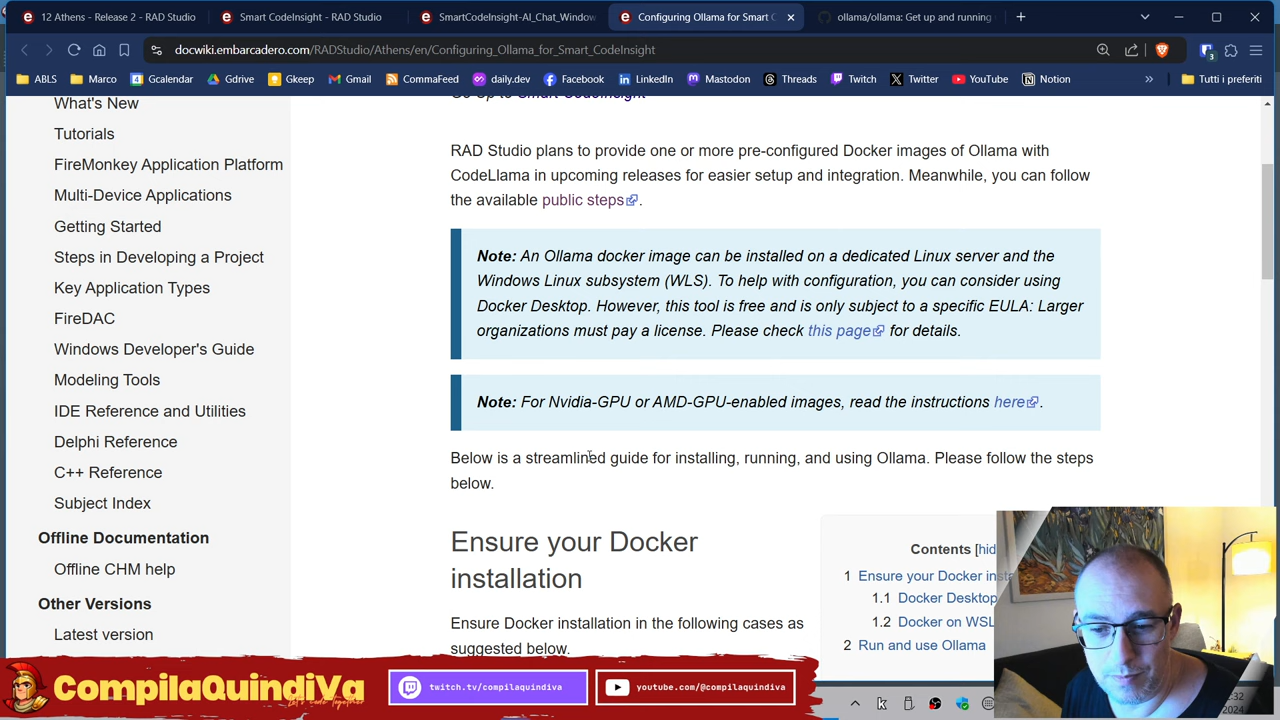 12 Athens - Release 2 - RAD Studio
Smart CodeInsight - RAD Studio
SmartCodeInsight-AI_Chat_Window
Configuring Ollama for Smart C
ollama/ollama: Get up and running
docwiki.embarcadero.com/RADStudio/Athens/en/Configuring_Ollama_for_Smart_CodeInsight
ABLS
Marco
Gcalendar
Gdrive
Gkeep
Gmail
CommaFeed
daily.dev
Facebook
LinkedIn
Mastodon
Threads
Twitch
Twitter
YouTube
Notion
Tutti i preferiti
What's New
Tutorials
FireMonkey Application Platform
Multi-Device Applications
Getting Started
Steps in Developing a Project
Key Application Types
FireDAC
Windows Developer's Guide
Modeling Tools
IDE Reference and Utilities
Delphi Reference
C++ Reference
Subject Index
Offline Documentation
Offline CHM help
Other Versions
Latest version
Go Up to Smart CodeInsight
RAD Studio plans to provide one or more pre-configured Docker images of Ollama with
CodeLlama in upcoming releases for easier setup and integration. Meanwhile, you can follow
the available public steps.
Note: An Ollama docker image can be installed on a dedicated Linux server and the
Windows Linux subsystem (WLS). To help with configuration, you can consider using
Docker Desktop. However, this tool is free and is only subject to a specific EULA: Larger
organizations must pay a license. Please check this page for details.
Note: For Nvidia-GPU or AMD-GPU-enabled images, read the instructions here.
Below is a streamlined guide for installing, running, and using Ollama. Please follow the steps
below.
Ensure your Docker
installation
Ensure Docker installation in the following cases as
suggested below.
Contents [hid
1 Ensure your Docker insta
1.1 Docker Desktop
1.2 Docker on WSL
2 Run and use Ollama
CompilaQuindiVa
Let's code Together
twitch.tv/compilaquindiva
youtube.com/@compilaquindiva